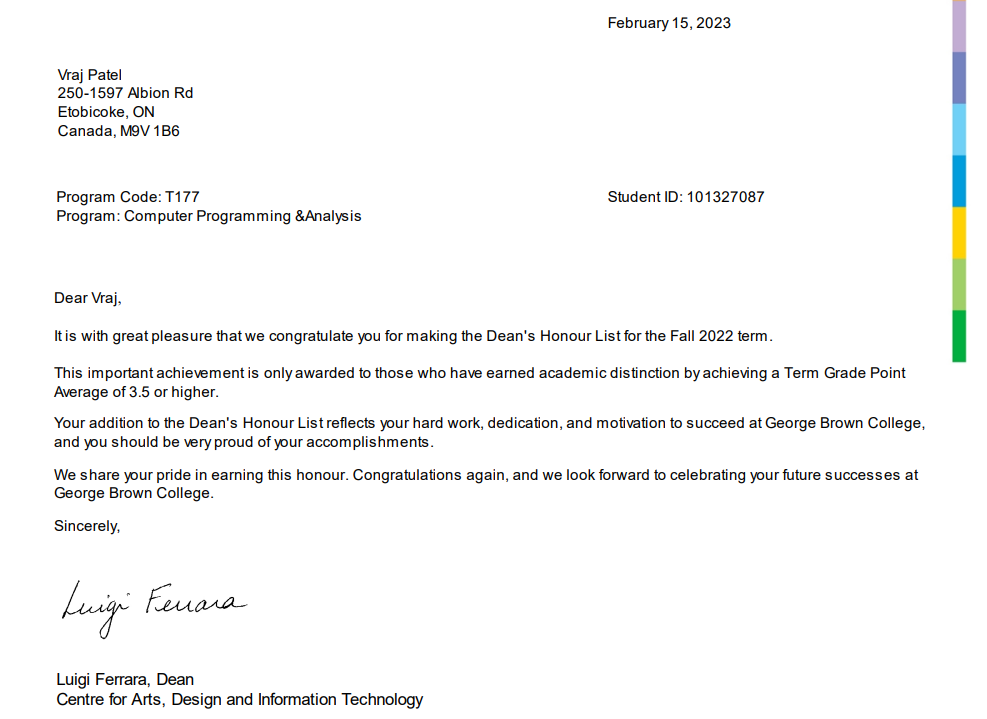 February 15, 2023
Vraj Patel
250-1597 Albion Rd
Etobicoke, ON
Canada, M9V 1B6
Program Code: T177
Student ID: 101327087
Program: Computer Programming &Analysis
Dear Vraj,
It is with great pleasure that we congratulate you for making the Dean's Honour List for the Fall 2022 term.
This important achievement is only awarded to those who have earned academic distinction by achieving a Term Grade Point
Average of 3.5 or higher.
Your addition to the Dean's Honour List reflects your hard work, dedication, and motivation to succeed at George Brown College,
and you should be very proud of your accomplishments.
We share your pride in earning this honour. Congratulations again, and we look forward to celebrating your future successes at
George Brown College.
Sincerely,
Luigi Ferrara
Luigi Ferrara, Dean
Centre for Arts, Design and Information Technology